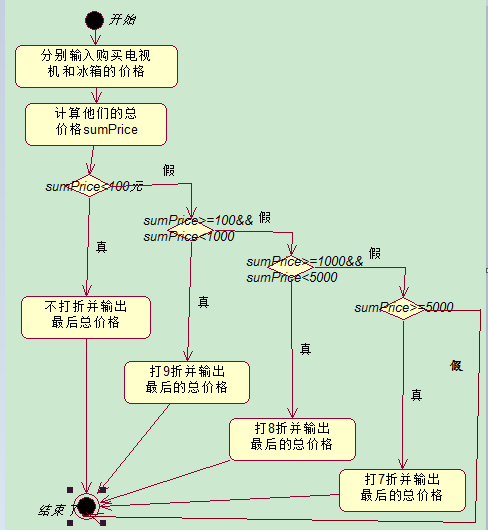 开始
分别输入购买电视
机和冰箱的价格
计算他们的总
价格sumPrice
假
sumPrice<100元
sumPrice>=100&&
sumPrice<1000
假
真
sumPrice>=1000&&
sumPrice<5000
假
真
不打折并输出
最后总价格
sumPrice>=5000
真
假
打9折并输出
最后的总价格
真
打8折并输出
最后的总价格
打7折并输出
最后的总价格
结束